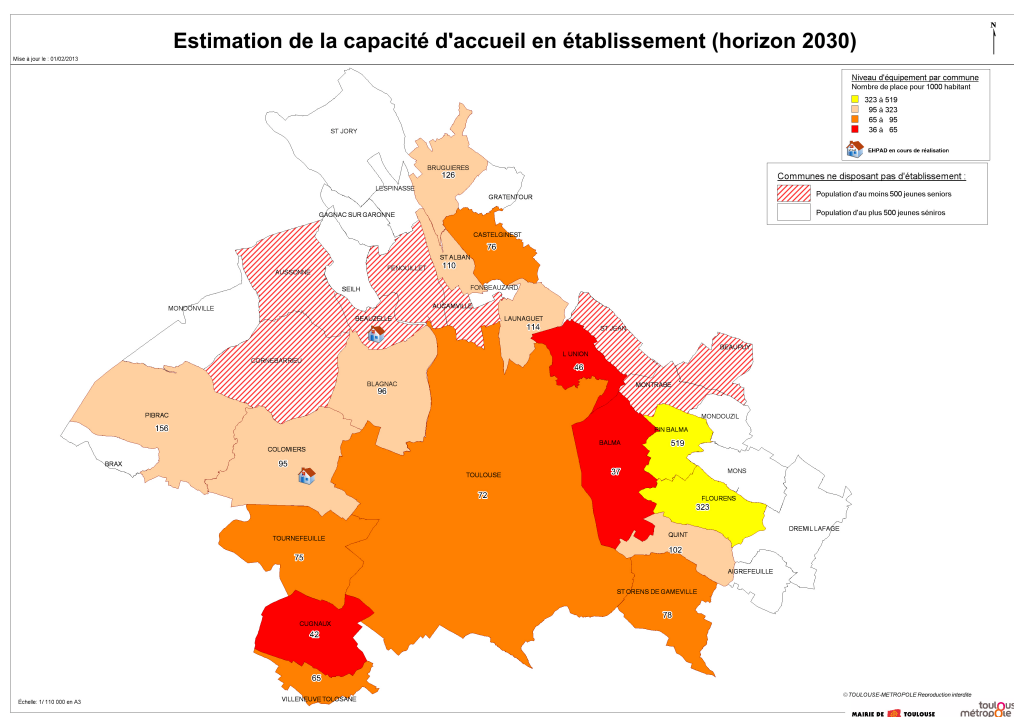 Estimation de la capacité d'accueil en établissement (horizon 2030)
N
Mise à jour le : 01/02/2013
Niveau d'équipement par commune
Nombre de place pour 1000 habitant
323 à 519
95 à 323
65 à 95
36 à 65
EHPAD en cours de réalisation
Communes ne disposant pas d'établissement :
Population d'au moins 500 jeunes seniors
Population d'au plus 500 jeunes séniros
ST JORY
BRUGUIERES
126
LESPINASSE
GRATENTOUR
GAGNAC SUR GARONNE
CASTELGINEST
76
ST ALBAN
110
FENOUILLET
AUSSONNE
SEILH
FONBEAUZARD
MONDONVILLE
AUCAMVILLE
BEAUZELLE
LAUNAGUET
114
ST JEAN
BEAUPUY
L UNION
46
CORNEBARRIEU
MONTRABE
BLAGNAC
96
PIBRAC
156
MONDOUZIL
PIN BALMA
519
BALMA
37
COLOMIERS
95
BRAX
MONS
TOULOUSE
72
FLOURENS
323
DREMIL LAFAGE
QUINT
102
TOURNEFEUILLE
75
AIGREFEUILLE
ST ORENS DE GAMEVILLE
78
CUGNAUX
42
65
VILLENEUVE TOLOSANE
Échelle: 1/ 110 000 en A3
© TOULOUSE-METROPOLE Reproduction interdite
MAIRIE DE TOULOUSE
toulouse
métropole